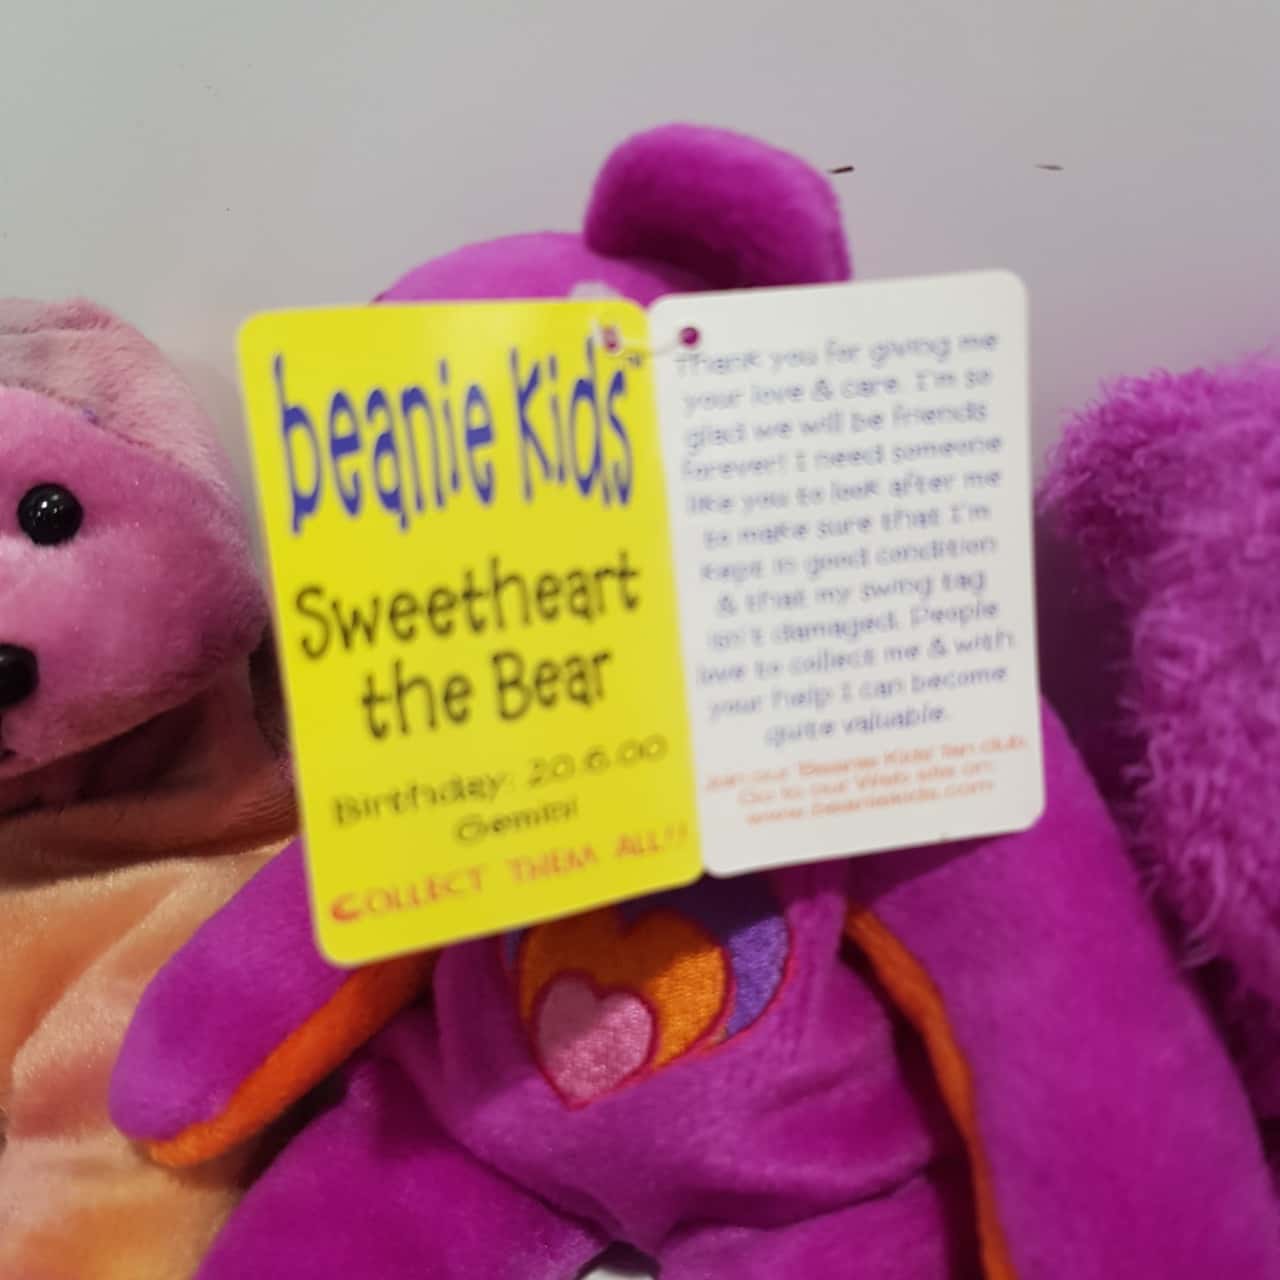 beanie kids™
Sweetheart
the Bear
Birthday: 20.6.00
Gemini
COLLECT THEM ALL!!
Thank you for giving me
your love & care. I'm so
glad we will be friends
forever! I need someone
like you to look after me
to make sure that I'm
kept in good condition
& that my swing tag
isn't damaged. People
love to collect me & with
your help I can become
quite valuable.
Join our Beanie Kids' fan club.
Go to our Web site on:
www.beaniekids.com